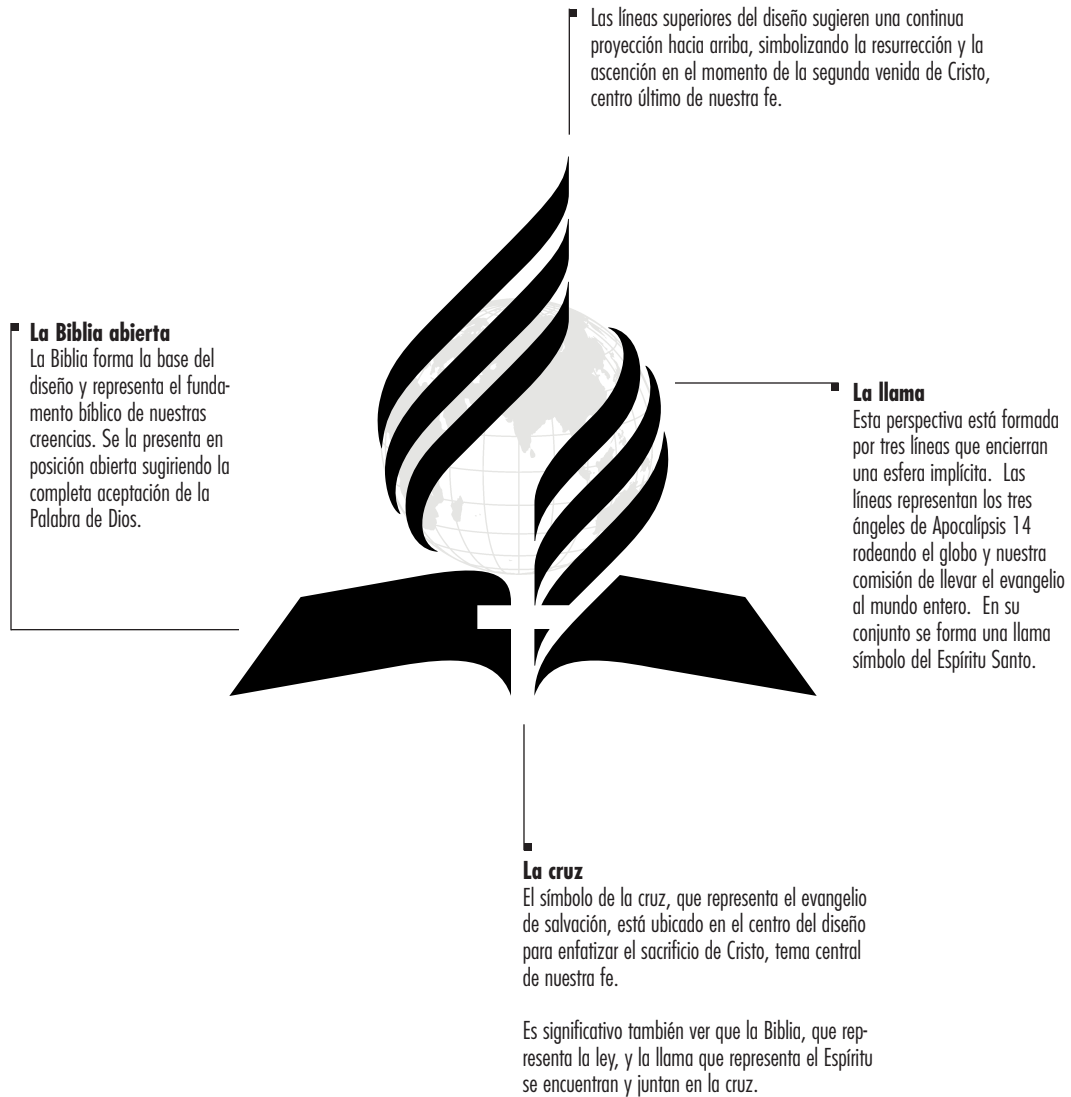 Las líneas superiores del diseño sugieren una continua
proyección hacia arriba, simbolizando la resurrección y la
ascención en el momento de la segunda venida de Cristo,
centro último de nuestra fe.
La Biblia abierta
La Biblia forma la base del
diseño y representa el funda-
mento bíblico de nuestras
creencias. Se la presenta en
posición abierta sugiriendo la
completa aceptación de la
Palabra de Dios.
La llama
Esta perspectiva está formada
por tres líneas que encierran
una esfera implícita. Las
líneas representan los tres
ángeles de Apocalípsis 14
rodeando el globo y nuestra
comisión de llevar el evangelio
al mundo entero. En su
conjunto se forma una llama
símbolo del Espíritu Santo.
La cruz
El símbolo de la cruz, que representa el evangelio
de salvación, está ubicado en el centro del diseño
para enfatizar el sacrificio de Cristo, tema central
de nuestra fe.
Es significativo también ver que la Biblia, que rep-
resenta la ley, y la llama que representa el Espíritu
se encuentran y juntan en la cruz.